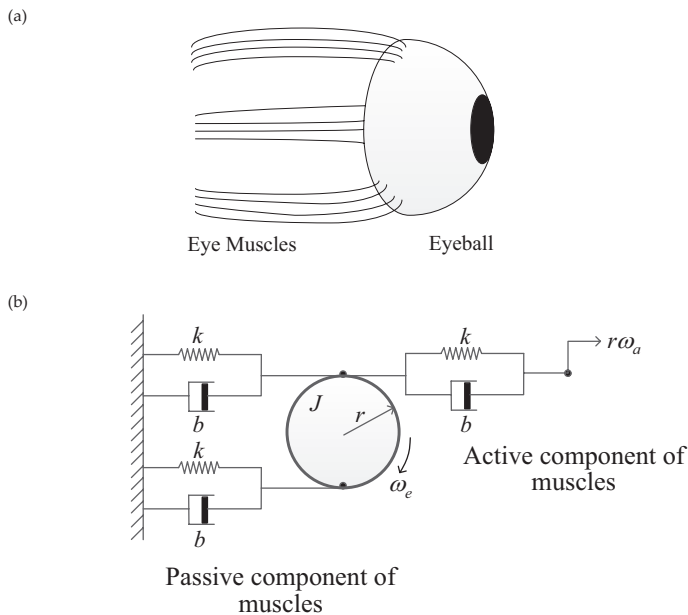 (a)
Eye Muscles Eyeball
(b)
k
b
k
b
J
r
ω_e
k
b
rω_a
Active component of
muscles
Passive component of
muscles